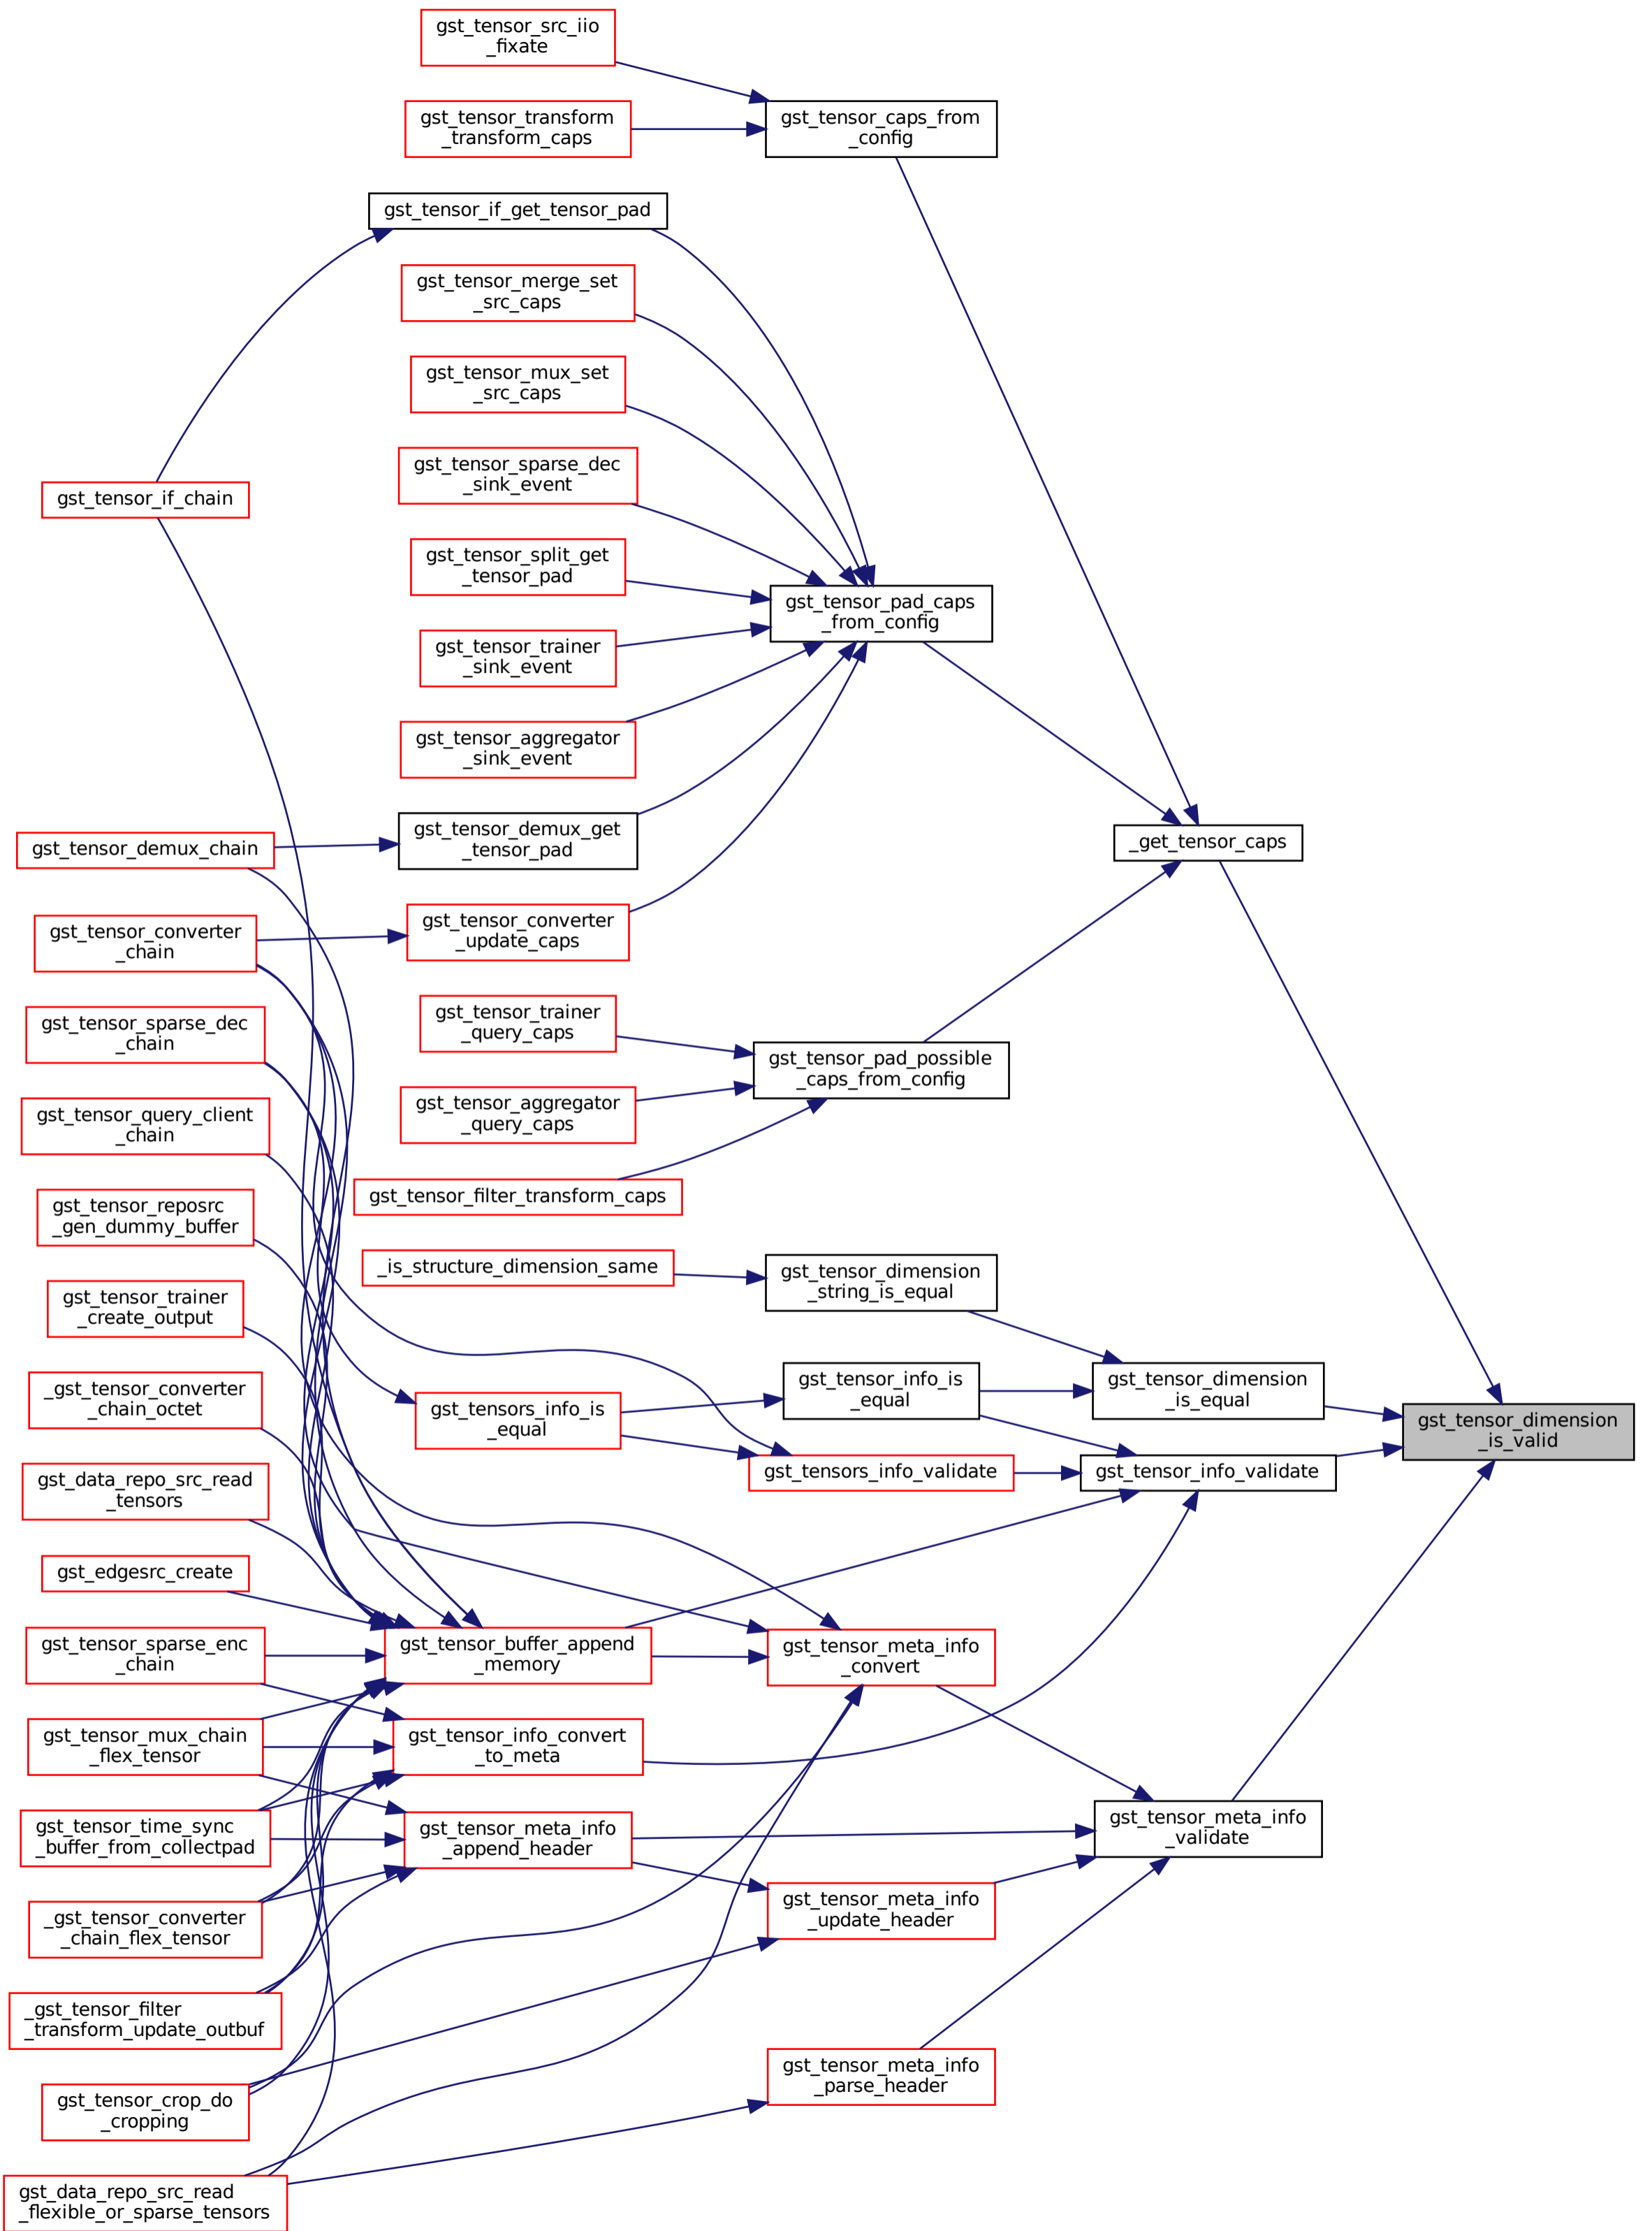 gst_tensor_src_iio
_fixate
gst_tensor_transform
_transform_caps
gst_tensor_caps_from
_config
gst_tensor_if_get_tensor_pad
gst_tensor_merge_set
_src_caps
gst_tensor_mux_set
_src_caps
gst_tensor_sparse_dec
_sink_event
gst_tensor_if_chain
gst_tensor_split_get
_tensor_pad
gst_tensor_pad_caps
_from_config
gst_tensor_trainer
_sink_event
gst_tensor_aggregator
_sink_event
gst_tensor_demux_chain
gst_tensor_demux_get
_tensor_pad
_get_tensor_caps
gst_tensor_converter
_chain
gst_tensor_converter
_update_caps
gst_tensor_sparse_dec
_chain
gst_tensor_trainer
_query_caps
gst_tensor_pad_possible
_caps_from_config
gst_tensor_query_client
_chain
gst_tensor_aggregator
_query_caps
gst_tensor_filter_transform_caps
gst_tensor_reposrc
_gen_dummy_buffer
_is_structure_dimension_same
gst_tensor_dimension
_string_is_equal
gst_tensor_trainer
_create_output
_gst_tensor_converter
_chain_octet
gst_tensors_info_is
_equal
gst_tensor_info_is
_equal
gst_tensor_dimension
_is_equal
gst_tensor_dimension
_is_valid
gst_data_repo_src_read
_tensors
gst_tensors_info_validate
gst_tensor_info_validate
gst_edgesrc_create
gst_tensor_sparse_enc
_chain
gst_tensor_buffer_append
_memory
gst_tensor_meta_info
_convert
gst_tensor_mux_chain
_flex_tensor
gst_tensor_info_convert
_to_meta
gst_tensor_time_sync
_buffer_from_collectpad
gst_tensor_meta_info
_append_header
gst_tensor_meta_info
_validate
_gst_tensor_converter
_chain_flex_tensor
gst_tensor_meta_info
_update_header
_gst_tensor_filter
_transform_update_outbuf
gst_tensor_crop_do
_cropping
gst_tensor_meta_info
_parse_header
gst_data_repo_src_read
_flexible_or_sparse_tensors